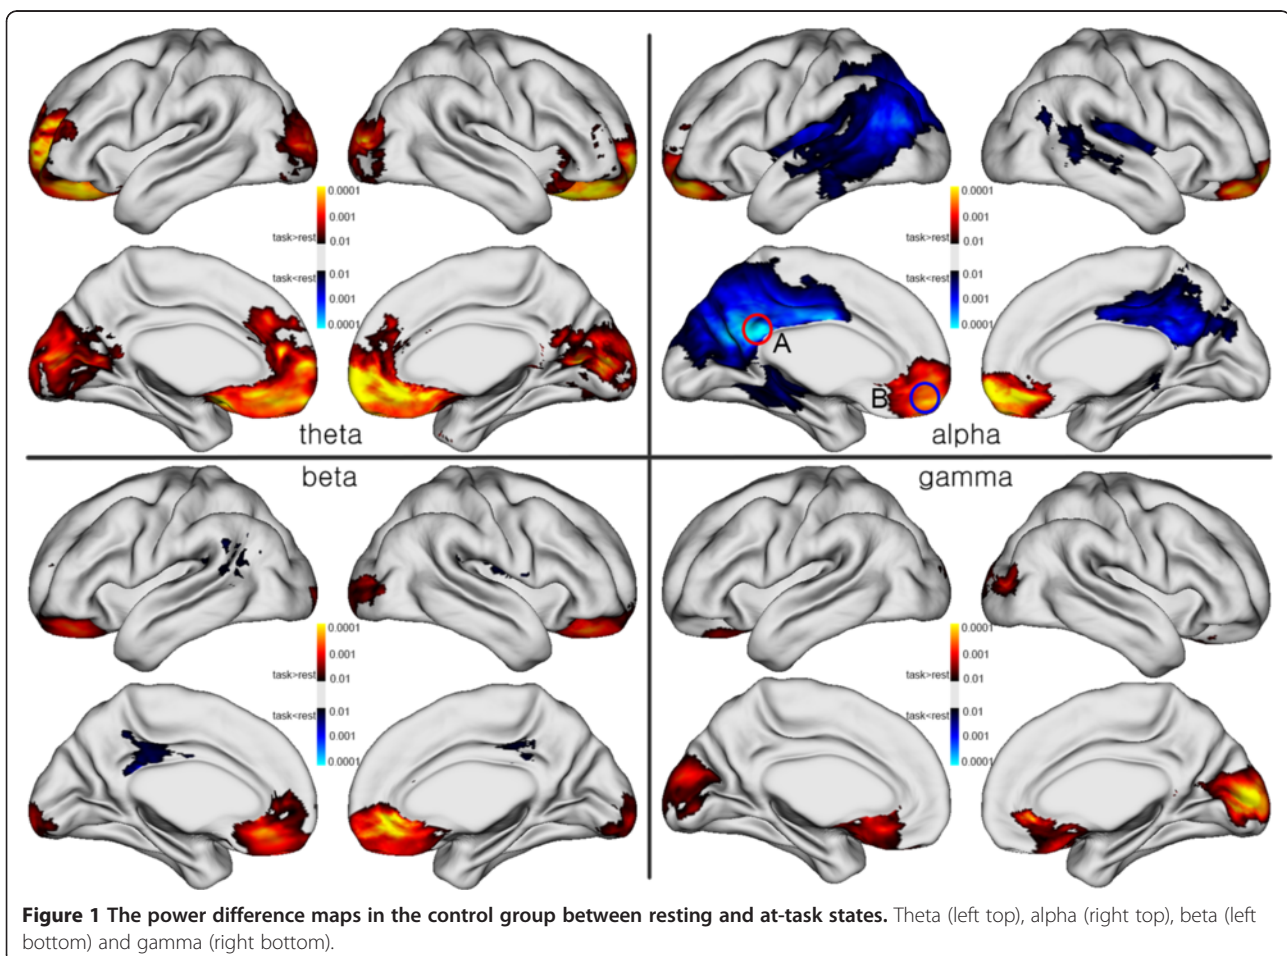 0.0001
0.001
task>rest
0.01
0.01
task<rest
0.001
0.0001
theta
0.0001
0.001
task>rest
0.01
0.01
task<rest
0.001
0.0001
A
B
alpha
beta
0.0001
0.001
task>rest
0.01
0.01
task<rest
0.001
0.0001
gamma
0.0001
0.001
task>rest
0.01
0.01
task<rest
0.001
0.0001
Figure 1 The power difference maps in the control group between resting and at-task states. Theta (left top), alpha (right top), beta (left
bottom) and gamma (right bottom).